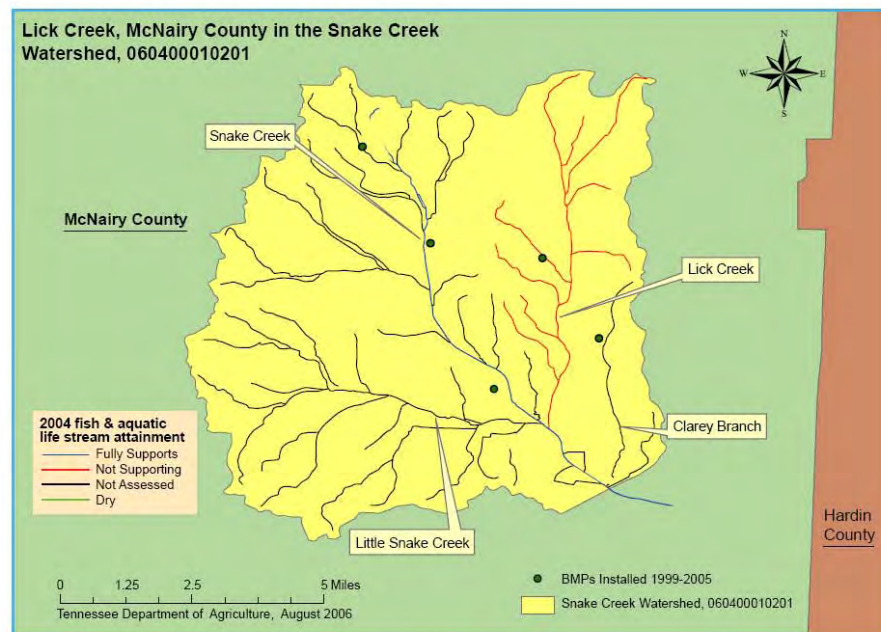 Lick Creek, McNairy County in the Snake Creek
Watershed, 060400010201
N
W
E
S
Snake Creek
McNairy County
Lick Creek
2004 fish & aquatic
life stream attainment
Fully Supports
Not Supporting
Not Assessed
Dry
Clarey Branch
Little Snake Creek
Hardin
County
0 1.25 2.5 5 Miles
Tennessee Department of Agriculture, August 2006
BMPs Installed 1999-2005
Snake Creek Watershed, 060400010201